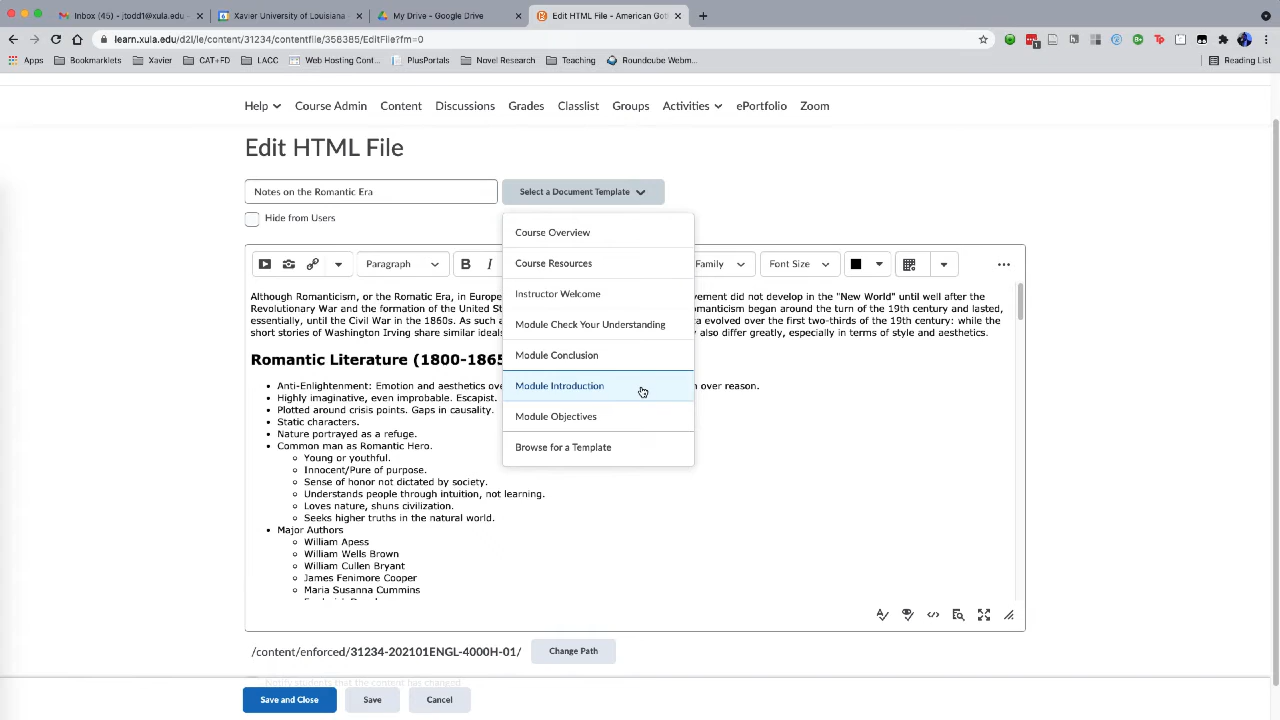 Inbox (45) - jtodd1@xula.edu -
Xavier University of Louisiana
My Drive - Google Drive
Edit HTML File - American Got
learn.xula.edu/d2l/le/content/31234/contentfile/358385/EditFile?fm=0
Apps Bookmarklets Xavier CAT+FD LACC Web Hosting Cont... PlusPortals Novel Research Teaching Roundcube Webm... Reading List
Help Course Admin Content Discussions Grades Classlist Groups Activities ePortfolio Zoom
Edit HTML File
Notes on the Romantic Era Select a Document Template
Hide from Users
Course Overview
Course Resources
Instructor Welcome
Module Check Your Understanding
Module Conclusion
Module Introduction
Module Objectives
Browse for a Template
Paragraph B I Family Font Size
Although Romanticism, or the Romatic Era, in Europe vement did not develop in the "New World" until well after the
Revolutionary War and the formation of the United St omanticism began around the turn of the 19th century and lasted,
essentially, until the Civil War in the 1860s. As such a a evolved over the first two-thirds of the 19th century: while the
short stories of Washington Irving share similar ideals y also differ greatly, especially in terms of style and aesthetics.
Romantic Literature (1800-1865
Anti-Enlightenment: Emotion and aesthetics ov n over reason.
Highly imaginative, even improbable. Escapist.
Plotted around crisis points. Gaps in causality.
Static characters.
Nature portrayed as a refuge.
Common man as Romantic Hero.
Young or youthful.
Innocent/Pure of purpose.
Sense of honor not dictated by society.
Understands people through intuition, not learning.
Loves nature, shuns civilization.
Seeks higher truths in the natural world.
Major Authors
William Apess
William Wells Brown
William Cullen Bryant
James Fenimore Cooper
Maria Susanna Cummins
/content/enforced/31234-202101ENGL-4000H-01/ Change Path
Notify students that the content has changed
Save and Close Save Cancel